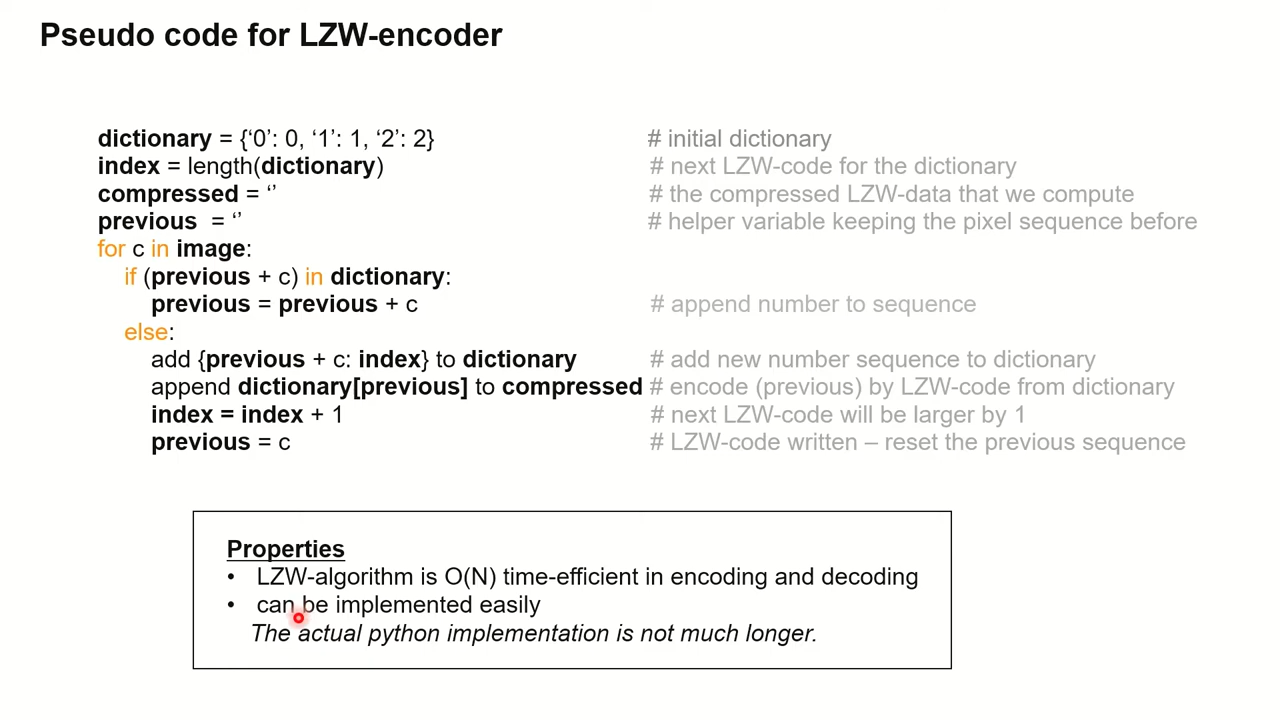 Pseudo code for LZW-encoder
dictionary = {‘0’: 0, ‘1’: 1, ‘2’: 2} # initial dictionary
index = length(dictionary) # next LZW-code for the dictionary
compressed = ‘’ # the compressed LZW-data that we compute
previous = ‘’ # helper variable keeping the pixel sequence before
for c in image:
if (previous + c) in dictionary:
previous = previous + c # append number to sequence
else:
add {previous + c: index} to dictionary # add new number sequence to dictionary
append dictionary[previous] to compressed # encode (previous) by LZW-code from dictionary
index = index + 1 # next LZW-code will be larger by 1
previous = c # LZW-code written – reset the previous sequence
Properties
• LZW-algorithm is O(N) time-efficient in encoding and decoding
• can be implemented easily
The actual python implementation is not much longer.